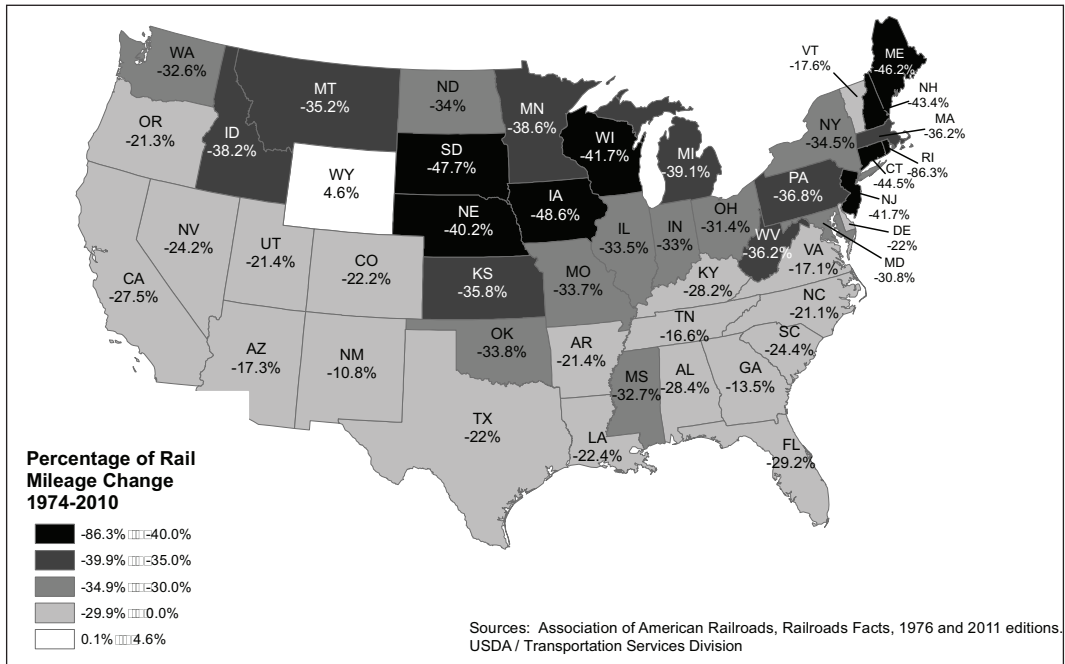 WA
-32.6%
MT
-35.2%
ND
-34%
MN
-38.6%
VT
-17.6%
ME
-46.2%
NH
-43.4%
MA
-36.2%
RI
-86.3%
CT
-44.5%
NJ
-41.7%
DE
-22%
MD
-30.8%
OR
-21.3%
ID
-38.2%
WY
4.6%
SD
-47.7%
WI
-41.7%
MI
-39.1%
NY
-34.5%
PA
-36.8%
NE
-40.2%
IA
-48.6%
IL
-33.5%
IN
-33%
OH
-31.4%
WV
-36.2%
VA
-17.1%
NV
-24.2%
UT
-21.4%
CO
-22.2%
KS
-35.8%
MO
-33.7%
KY
-28.2%
NC
-21.1%
CA
-27.5%
TN
-16.6%
SC
-24.4%
AZ
-17.3%
NM
-10.8%
OK
-33.8%
AR
-21.4%
MS
-32.7%
AL
-28.4%
GA
-13.5%
TX
-22%
LA
-22.4%
FL
-29.2%
Percentage of Rail
Mileage Change
1974-2010
-86.3% -40.0%
-39.9% -35.0%
-34.9% -30.0%
-29.9% 0.0%
0.1% 4.6%
Sources: Association of American Railroads, Railroads Facts, 1976 and 2011 editions.
USDA / Transportation Services Division